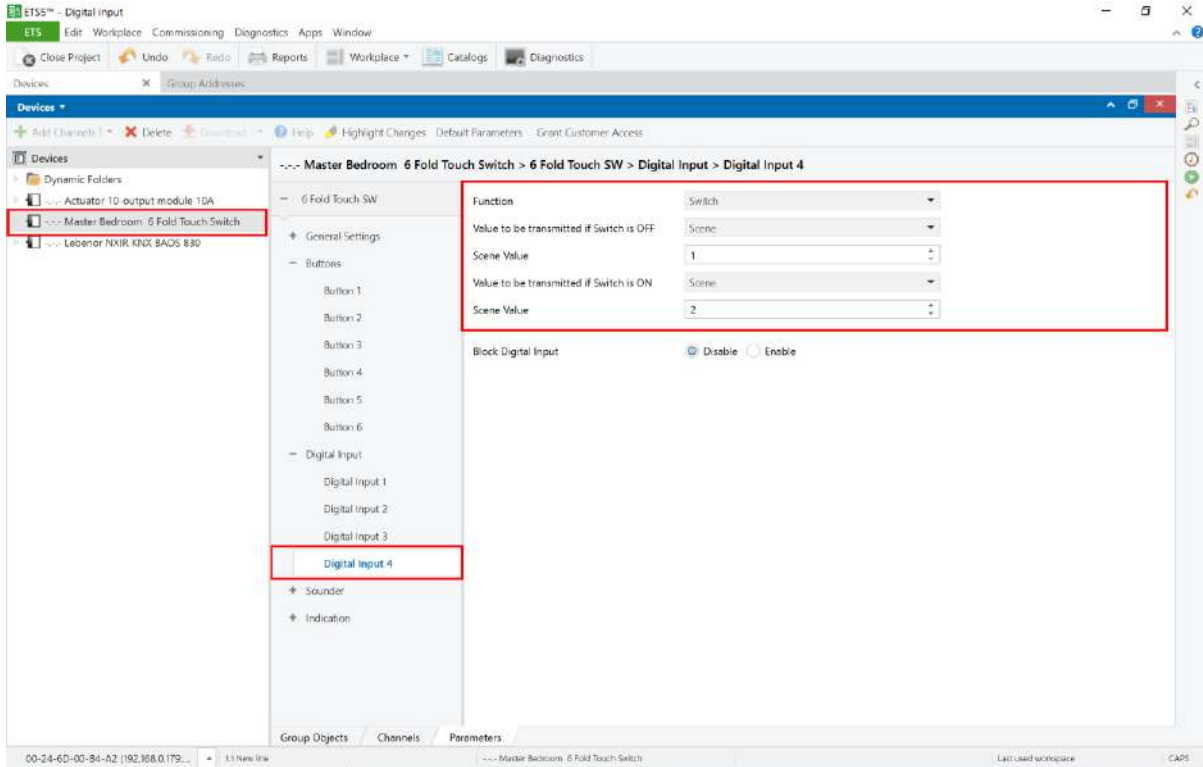 ETS5™ - Digital input
ETS Edit Workplace Commissioning Diagnostics Apps Window
Close Project Undo Redo Reports Workplace Catalogs Diagnostics
Devices Group Addresses
Devices
Add Channels Delete Download Help Highlight Changes Default Parameters Grant Customer Access
Devices
Dynamic Folders
-.-.- Actuator 10-output module 10A
-.-.- Master Bedroom 6 Fold Touch Switch
-.-.- Lebenor NXIR KNX BAOS 830
-.-.- Master Bedroom 6 Fold Touch Switch > 6 Fold Touch SW > Digital Input > Digital Input 4
6 Fold Touch SW
General Settings
Buttons
Button 1
Button 2
Button 3
Button 4
Button 5
Button 6
Digital Input
Digital Input 1
Digital Input 2
Digital Input 3
Digital Input 4
Sounder
Indication
Function Switch
Value to be transmitted if Switch is OFF Scene
Scene Value 1
Value to be transmitted if Switch is ON Scene
Scene Value 2
Block Digital Input Disable Enable
Group Objects Channels Parameters
00-24-6D-00-B4-A2 (192.168.0.179:... 1.1 New line -.-.- Master Bedroom 6 Fold Touch Switch Last used workspace CAPS